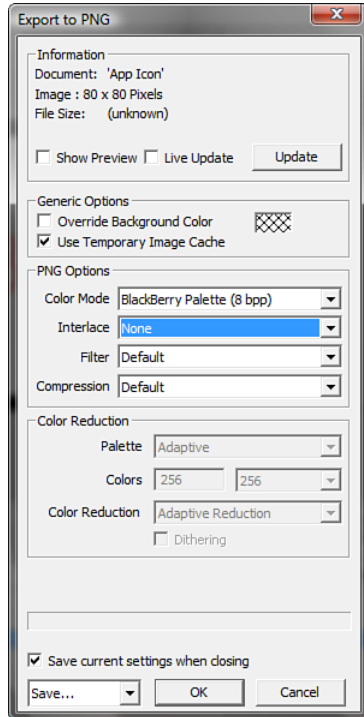 Export to PNG
Information
Document: 'App Icon'
Image : 80 x 80 Pixels
File Size: (unknown)
Show Preview Live Update Update
Generic Options
Override Background Color
Use Temporary Image Cache
PNG Options
Color Mode BlackBerry Palette (8 bpp)
Interlace None
Filter Default
Compression Default
Color Reduction
Palette Adaptive
Colors 256 256
Color Reduction Adaptive Reduction
Dithering
Save current settings when closing
Save... OK Cancel